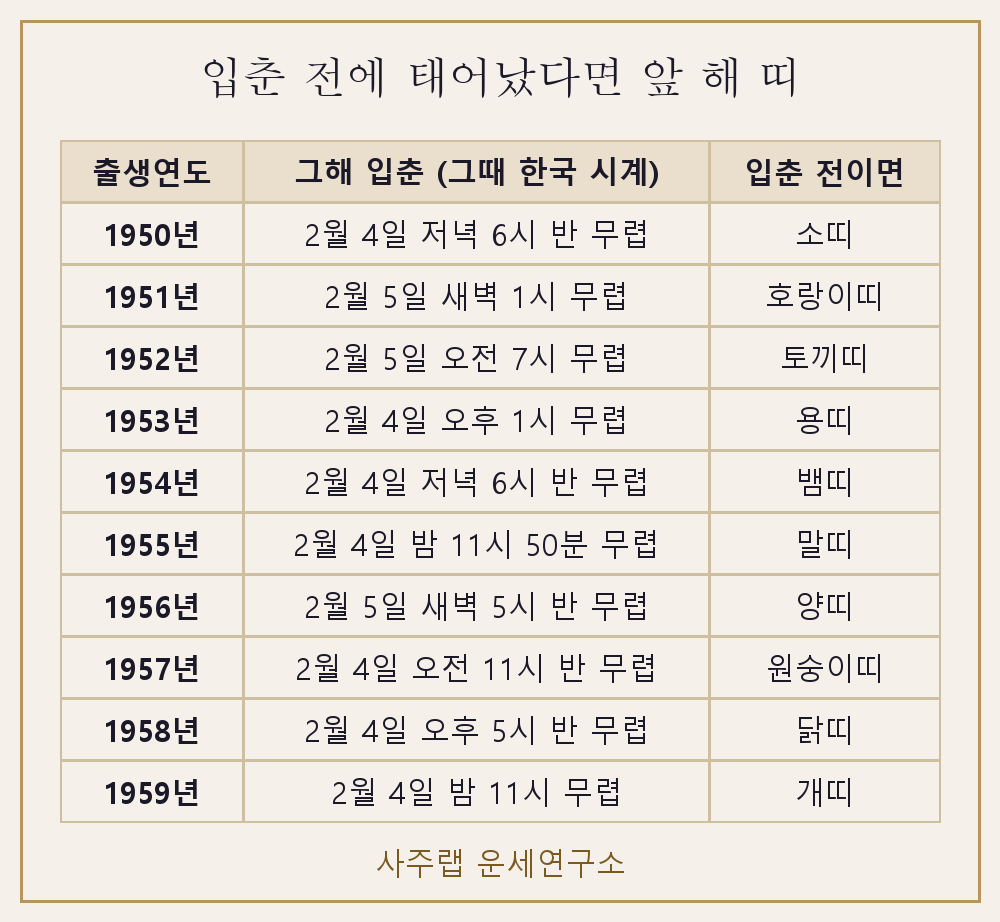 입춘 전에 태어났다면 앞 해 띠
출생연도 그해 입춘 (그때 한국 시계) 입춘 전이면
1950년 2월 4일 저녁 6시 반 무렵 소띠
1951년 2월 5일 새벽 1시 무렵 호랑이띠
1952년 2월 5일 오전 7시 무렵 토끼띠
1953년 2월 4일 오후 1시 무렵 용띠
1954년 2월 4일 저녁 6시 반 무렵 뱀띠
1955년 2월 4일 밤 11시 50분 무렵 말띠
1956년 2월 5일 새벽 5시 반 무렵 양띠
1957년 2월 4일 오전 11시 반 무렵 원숭이띠
1958년 2월 4일 오후 5시 반 무렵 닭띠
1959년 2월 4일 밤 11시 무렵 개띠
사주랩 운세연구소